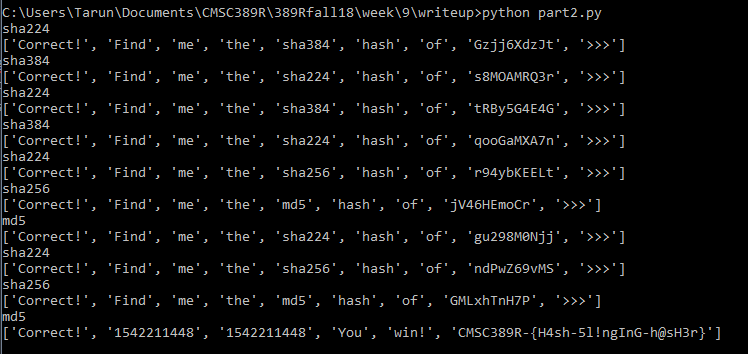 C:\Users\Tarun\Documents\CMSC389R\389Rfall18\week\9\writeup>python part2.py
sha224
['Correct!', 'Find', 'me', 'the', 'sha384', 'hash', 'of', 'Gzjj6XdzJt', '>>>']
sha384
['Correct!', 'Find', 'me', 'the', 'sha224', 'hash', 'of', 's8MOAMRQ3r', '>>>']
sha224
['Correct!', 'Find', 'me', 'the', 'sha384', 'hash', 'of', 'tRBy5G4E4G', '>>>']
sha384
['Correct!', 'Find', 'me', 'the', 'sha224', 'hash', 'of', 'qooGaMXA7n', '>>>']
sha224
['Correct!', 'Find', 'me', 'the', 'sha256', 'hash', 'of', 'r94ybKEELt', '>>>']
sha256
['Correct!', 'Find', 'me', 'the', 'md5', 'hash', 'of', 'jV46HEmoCr', '>>>']
md5
['Correct!', 'Find', 'me', 'the', 'sha224', 'hash', 'of', 'gu298M0Njj', '>>>']
sha224
['Correct!', 'Find', 'me', 'the', 'sha256', 'hash', 'of', 'ndPwZ69vMS', '>>>']
sha256
['Correct!', 'Find', 'me', 'the', 'md5', 'hash', 'of', 'GMLxhTnH7P', '>>>']
md5
['Correct!', '1542211448', '1542211448', 'You', 'win!', 'CMSC389R-{H4sh-5l!ngInG-h@sH3r}']